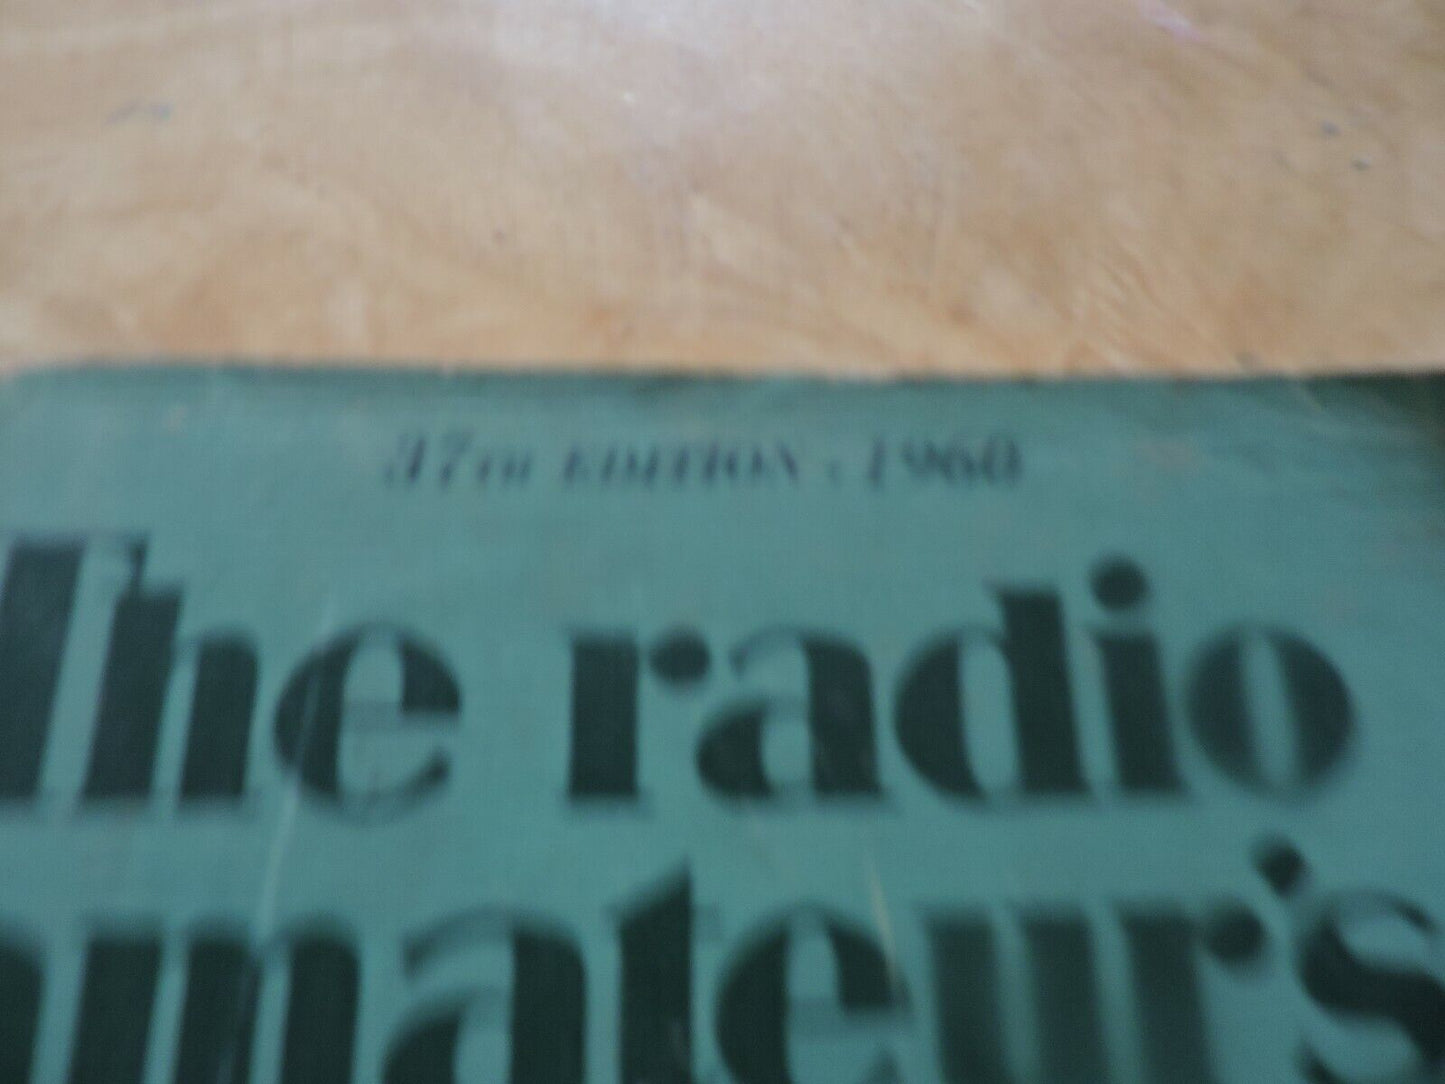 37TH EDITION · 1960
The radio
amateur's